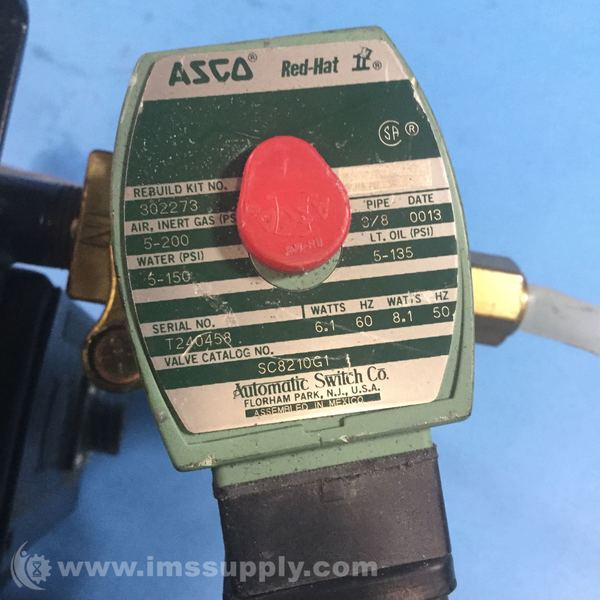 ASCO® Red-Hat II®
SA ®
REBUILD KIT NO.
302273
PIPE DATE
3/8 0013
AIR, INERT GAS (PS
5-200
LT. OIL (PSI)
5-135
WATER (PSI)
5-150
SERIAL NO.
T240458
WATTS HZ WATTS HZ
6.1 60 8.1 50
VALVE CATALOG NO.
SC8210G1
Automatic Switch Co.
FLORHAM PARK, N.J., U.S.A.
ASSEMBLED IN MEXICO
IN
www.imssupply.com